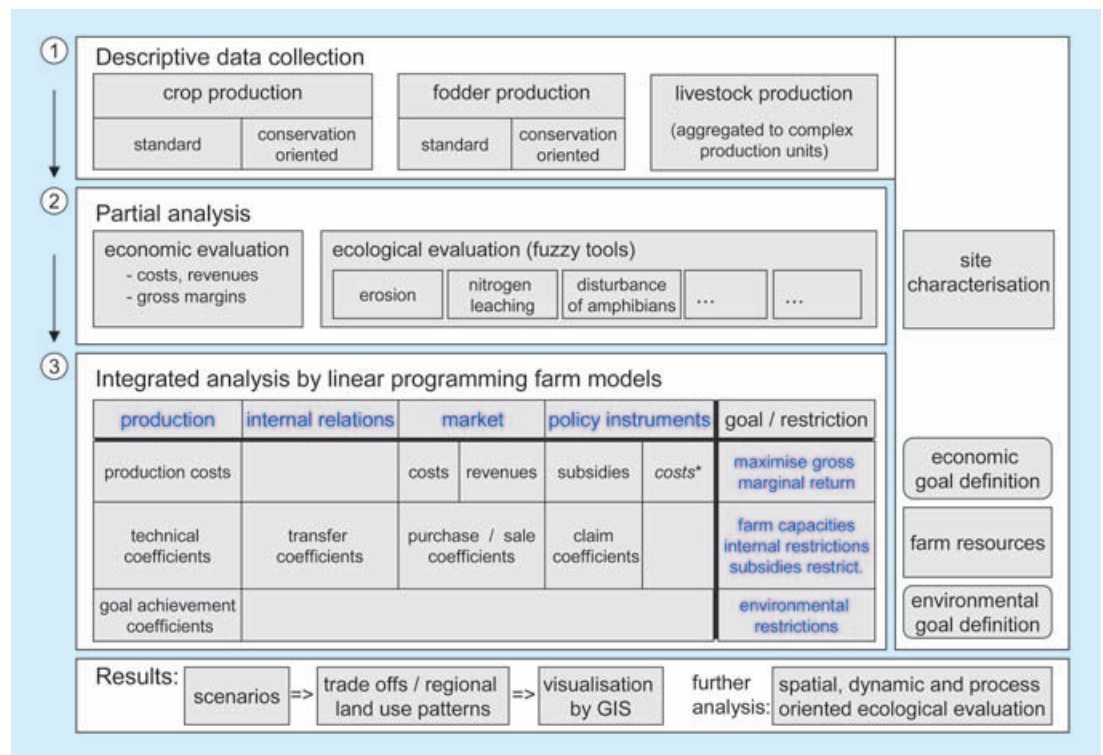 1
Descriptive data collection
crop production
standard
conservation
oriented
fodder production
standard
conservation
oriented
livestock production
(aggregated to complex
production units)
2
Partial analysis
economic evaluation
- costs, revenues
- gross margins
ecological evaluation (fuzzy tools)
erosion
nitrogen
leaching
disturbance
of amphibians
...
...
site
characterisation
3
Integrated analysis by linear programming farm models
production
internal relations
market
policy instruments
goal / restriction
production costs
costs
revenues
subsidies
costs*
maximise gross
marginal return
economic
goal definition
technical
coefficients
transfer
coefficients
purchase / sale
coefficients
claim
coefficients
farm capacities
internal restrictions
subsidies restrict.
farm resources
goal achievement
coefficients
environmental
restrictions
environmental
goal definition
Results:
scenarios
=>
trade offs / regional
land use patterns
=>
visualisation
by GIS
further
analysis:
spatial, dynamic and process
oriented ecological evaluation